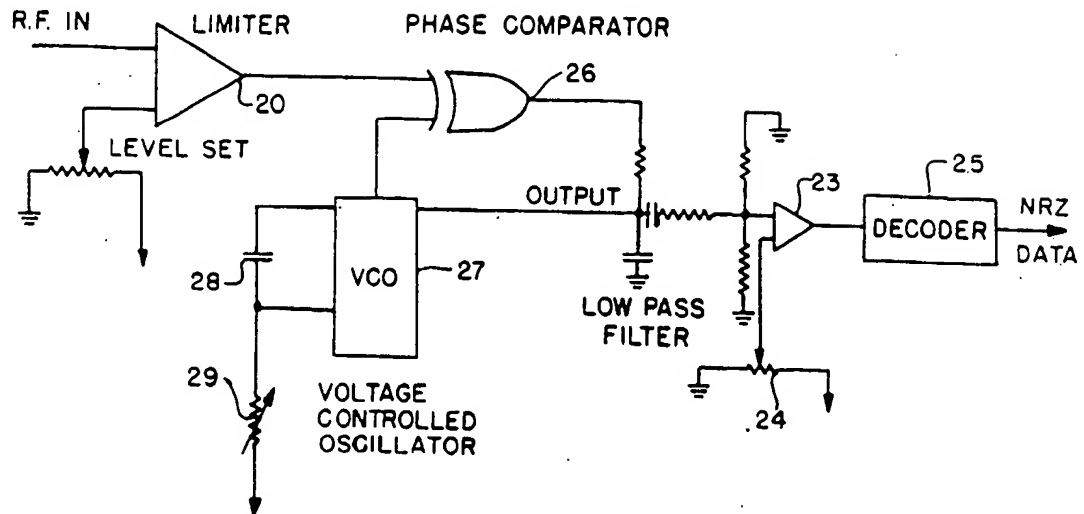 R.F. IN
LIMITER
PHASE COMPARATOR
20
26
LEVEL SET
OUTPUT
23
25
DECODER
NRZ
DATA
28
VCO
27
LOW PASS
FILTER
29
VOLTAGE
CONTROLLED
OSCILLATOR
.24